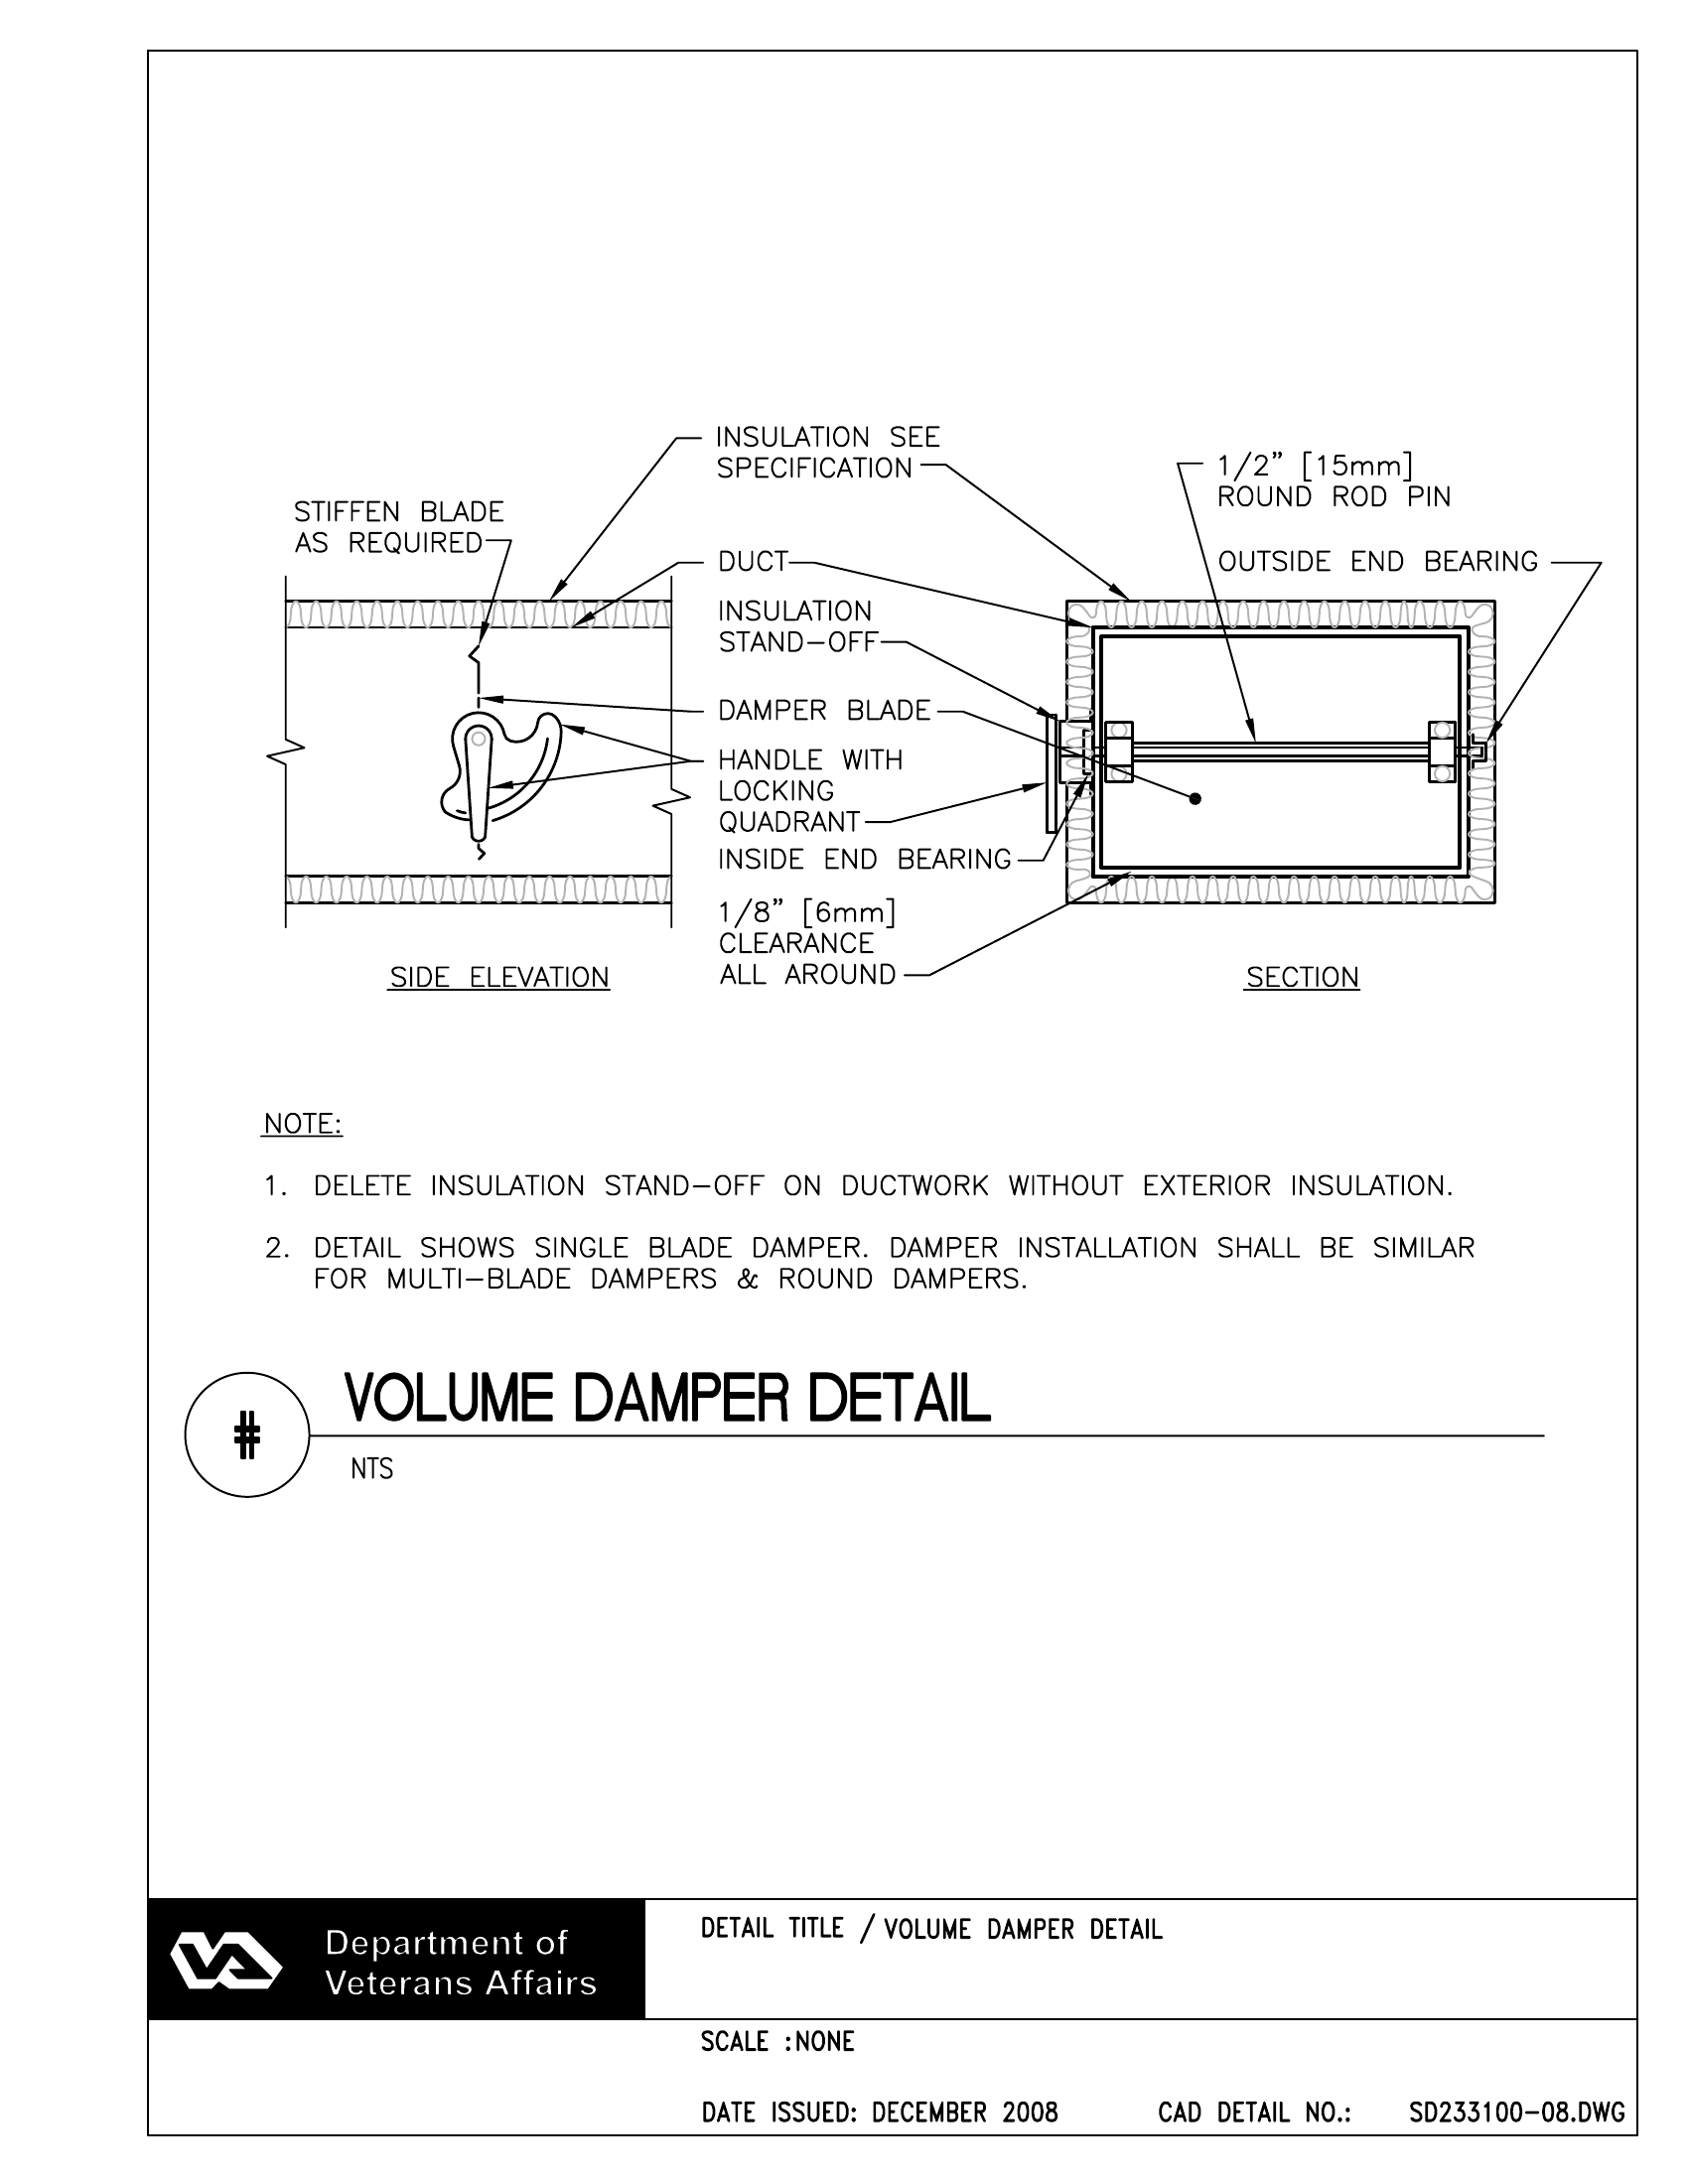 INSULATION SEE
SPECIFICATION
1/2” [15mm]
ROUND ROD PIN
STIFFEN BLADE
AS REQUIRED
DUCT
OUTSIDE END BEARING
INSULATION
STAND-OFF
DAMPER BLADE
HANDLE WITH
LOCKING
QUADRANT
INSIDE END BEARING
1/8” [6mm]
CLEARANCE
ALL AROUND
SIDE ELEVATION
SECTION
NOTE:
1. DELETE INSULATION STAND-OFF ON DUCTWORK WITHOUT EXTERIOR INSULATION.
2. DETAIL SHOWS SINGLE BLADE DAMPER. DAMPER INSTALLATION SHALL BE SIMILAR
FOR MULTI-BLADE DAMPERS & ROUND DAMPERS.
# VOLUME DAMPER DETAIL
NTS
Department of
Veterans Affairs
DETAIL TITLE / VOLUME DAMPER DETAIL
SCALE :NONE
DATE ISSUED: DECEMBER 2008 CAD DETAIL NO.: SD233100-08.DWG